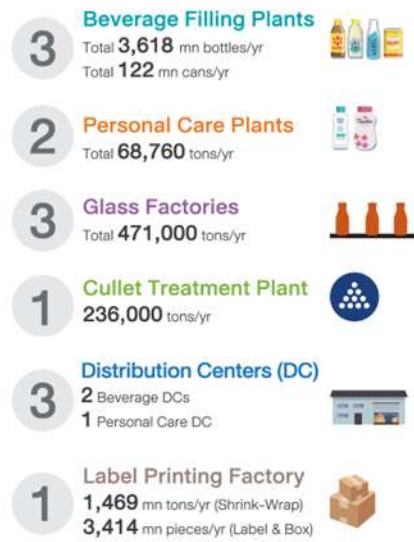 3
Beverage Filling Plants
Total 3,618 mn bottles/yr
Total 122 mn cans/yr
2
Personal Care Plants
Total 68,760 tons/yr
3
Glass Factories
Total 471,000 tons/yr
1
Cullet Treatment Plant
236,000 tons/yr
3
Distribution Centers (DC)
2 Beverage DCs
1 Personal Care DC
1
Label Printing Factory
1,469 mn tons/yr (Shrink-Wrap)
3,414 mn pieces/yr (Label & Box)